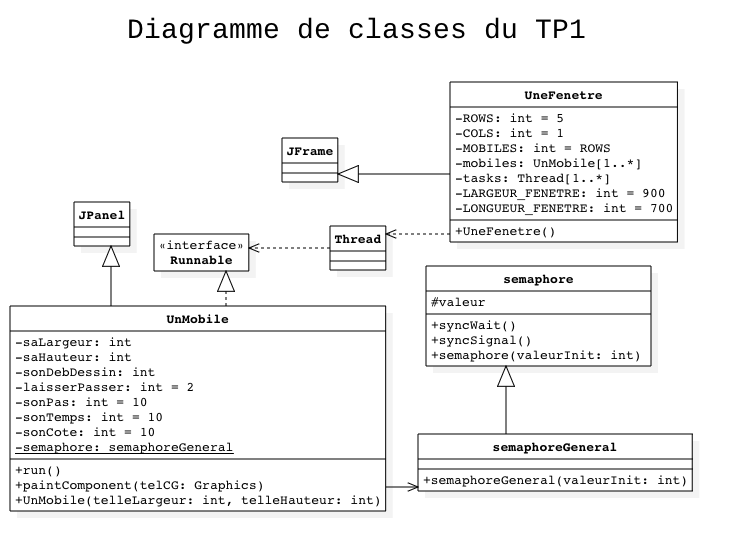 Diagramme de classes du TP1
UneFenetre
-ROWS: int = 5
-COLS: int = 1
-MOBILES: int = ROWS
-mobiles: UnMobile[1..*]
-tasks: Thread[1..*]
-LARGEUR_FENETRE: int = 900
-LONGUEUR_FENETRE: int = 700
+UneFenetre()
JFrame
JPanel
«interface»
Runnable
Thread
semaphore
#valeur
+syncWait()
+syncSignal()
+semaphore(valeurInit: int)
UnMobile
-saLargeur: int
-saHauteur: int
-sonDebDessin: int
-laisserPasser: int = 2
-sonPas: int = 10
-sonTemps: int = 10
-sonCote: int = 10
-semaphore: semaphoreGeneral
+run()
+paintComponent(telCG: Graphics)
+UnMobile(telleLargeur: int, telleHauteur: int)
semaphoreGeneral
+semaphoreGeneral(valeurInit: int)